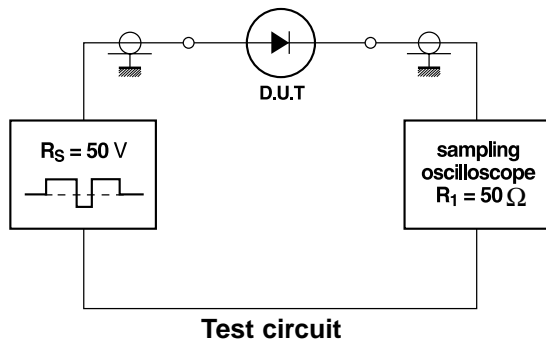 D.U.T
R_S = 50 V
sampling
oscilloscope
R_1 = 50 Ω
Test circuit